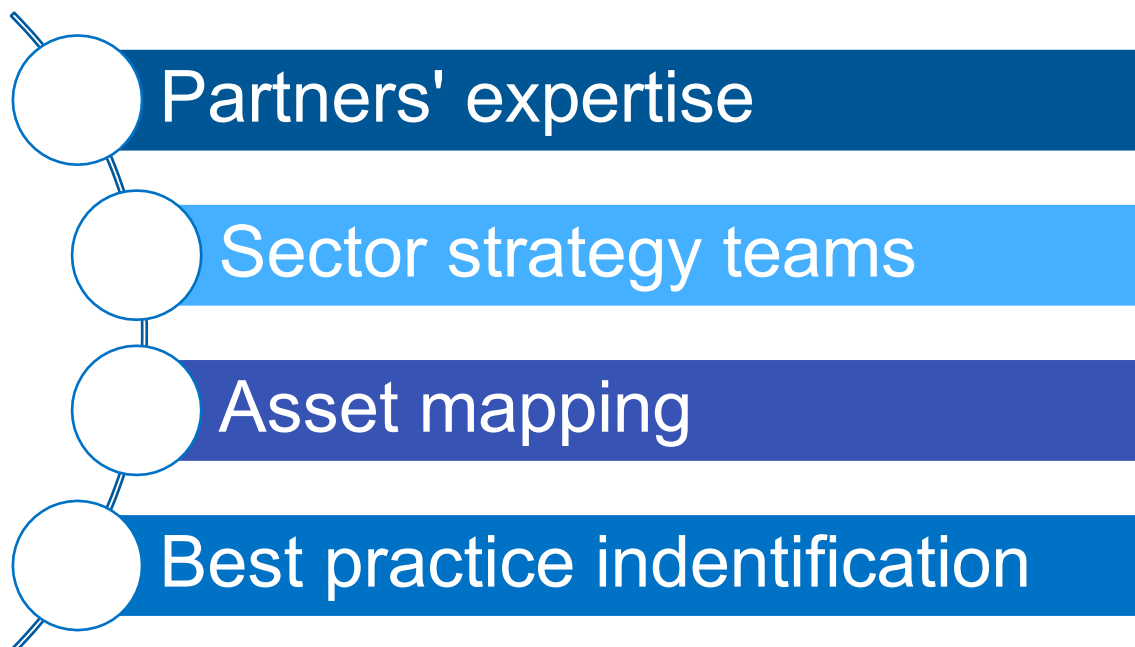 Partners' expertise
Sector strategy teams
Asset mapping
Best practice indentification